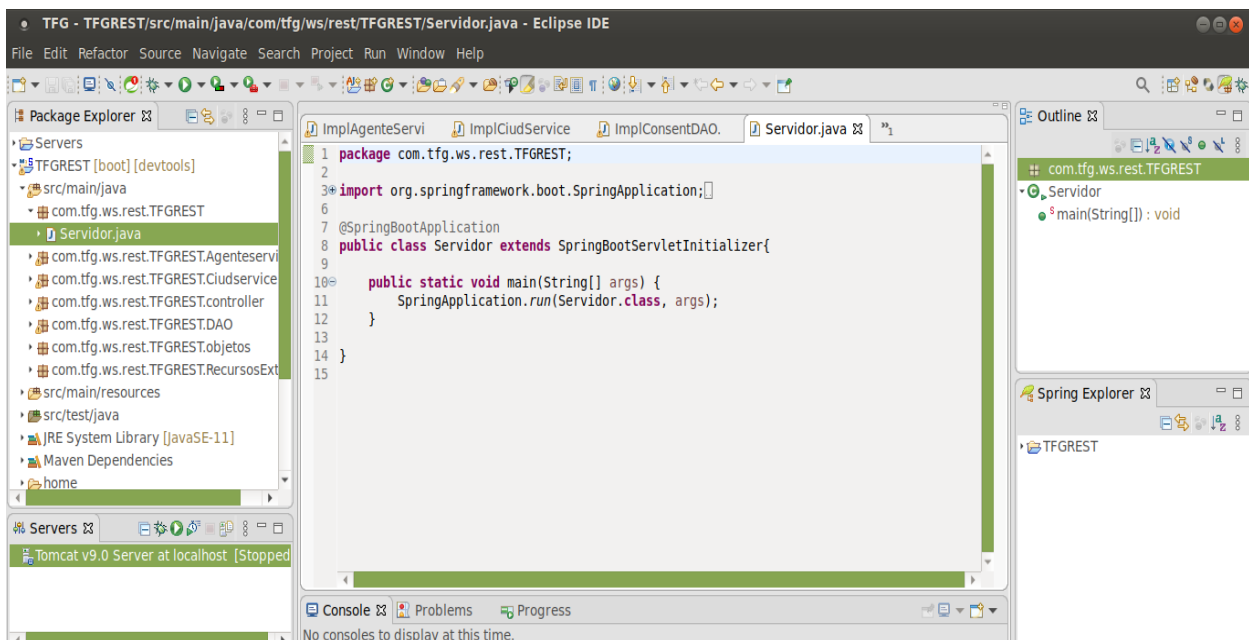 TFG - TFGREST/src/main/java/com/tfg/ws/rest/TFGREST/Servidor.java - Eclipse IDE
File Edit Refactor Source Navigate Search Project Run Window Help
Package Explorer
Servers
TFGREST [boot] [devtools]
src/main/java
com.tfg.ws.rest.TFGREST
Servidor.java
com.tfg.ws.rest.TFGREST.Agenteservi
com.tfg.ws.rest.TFGREST.Ciudservice
com.tfg.ws.rest.TFGREST.controller
com.tfg.ws.rest.TFGREST.DAO
com.tfg.ws.rest.TFGREST.objetos
com.tfg.ws.rest.TFGREST.RecursosExt
src/main/resources
src/test/java
JRE System Library [JavaSE-11]
Maven Dependencies
home
Servers
Tomcat v9.0 Server at localhost [Stopped
ImplAgenteServi ImplCiudService ImplConsentDAO. Servidor.java »1
1 package com.tfg.ws.rest.TFGREST;
2
3 import org.springframework.boot.SpringApplication;
6
7 @SpringBootApplication
8 public class Servidor extends SpringBootServletInitializer{
9
10 public static void main(String[] args) {
11 SpringApplication.run(Servidor.class, args);
12 }
13
14 }
15
Console Problems Progress
No consoles to display at this time.
Outline
com.tfg.ws.rest.TFGREST
Servidor
main(String[]) : void
Spring Explorer
TFGREST